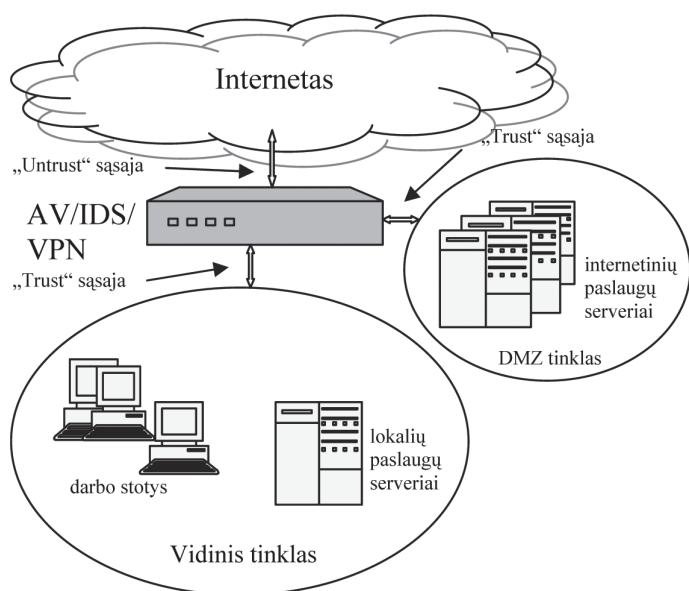 Internetas
„Untrust“ sąsaja
„Trust“ sąsaja
AV/IDS/
VPN
„Trust“ sąsaja
internetinių
paslaugų
serveriai
DMZ tinklas
darbo stotys
lokalių
paslaugų
serveriai
Vidinis tinklas